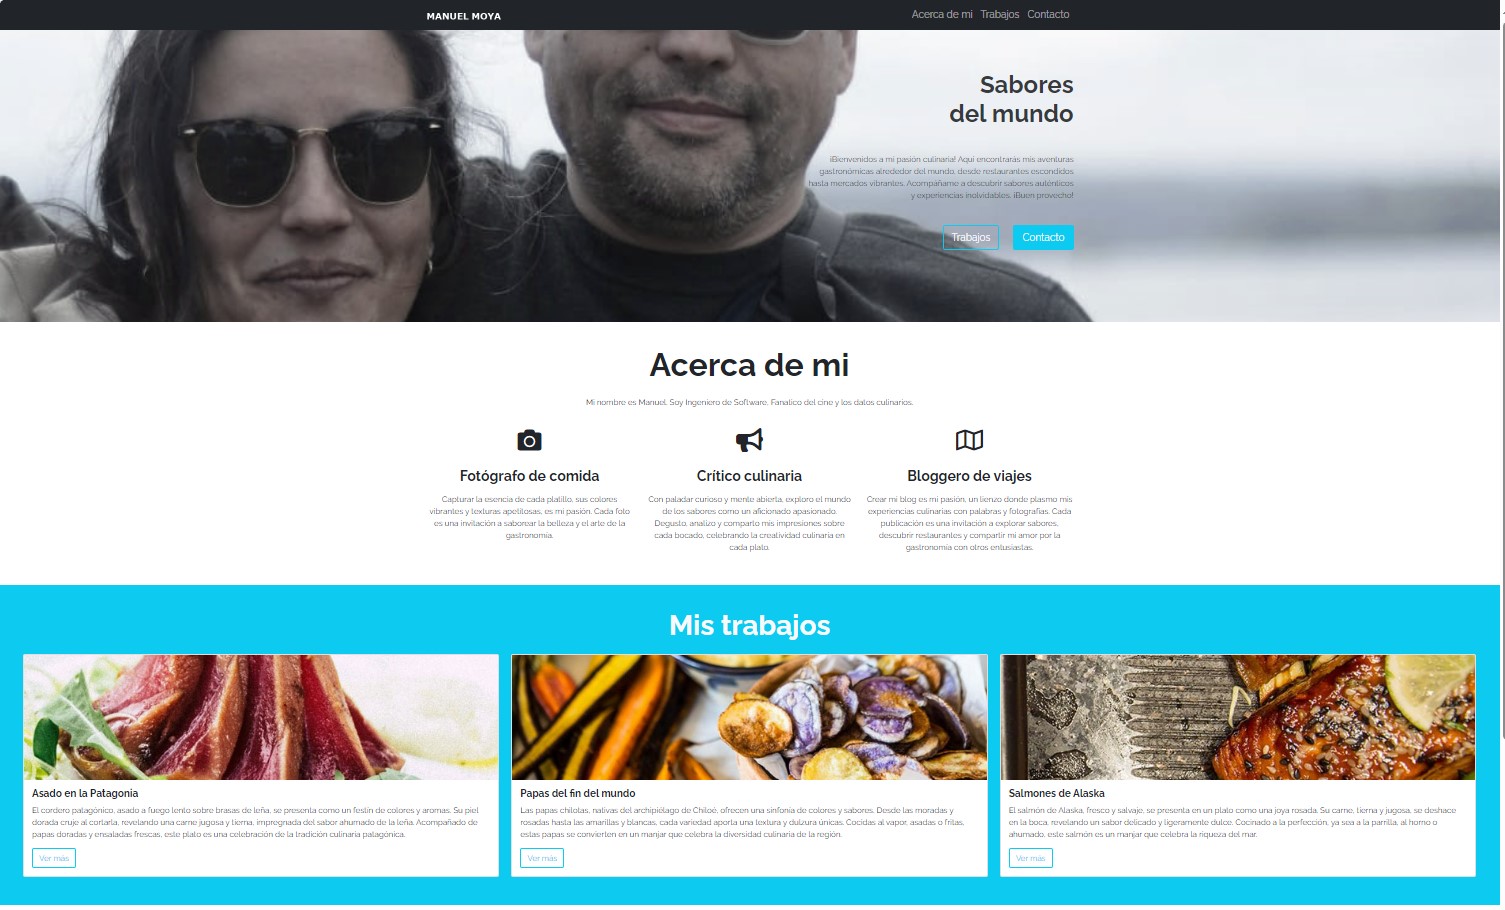 MANUEL MOYA
Acerca de mi Trabajos Contacto
Sabores
del mundo
¡Bienvenidos a mi pasión culinaria! Aquí encontrarás mis aventuras
gastronómicas alrededor del mundo, desde restaurantes escondidos
hasta mercados vibrantes. Acompáñame a descubrir sabores auténticos
y experiencias inolvidables. ¡Buen provecho!
Trabajos Contacto
Acerca de mi
Mi nombre es Manuel. Soy Ingeniero de Software. Fanatico del cine y los datos culinarios.
Fotógrafo de comida
Capturar la esencia de cada platillo, sus colores
vibrantes y texturas apetitosas, es mi pasión. Cada foto
es una invitación a saborear la belleza y el arte de la
gastronomía.
Crítico culinaria
Con paladar curioso y mente abierta, exploro el mundo
de los sabores como un aficionado apasionado.
Degusto, analizo y comparto mis impresiones sobre
cada bocado, celebrando la creatividad culinaria en
cada plato.
Bloggero de viajes
Crear mi blog es mi pasión, un lienzo donde plasmo mis
experiencias culinarias con palabras y fotografías. Cada
publicación es una invitación a explorar sabores,
descubrir restaurantes y compartir mi amor por la
gastronomía con otros entusiastas.
Mis trabajos
Asado en la Patagonia
El cordero patagónico, asado a fuego lento sobre brasas de leña, se presenta como un festín de colores y aromas. Su piel
dorada cruje al cortarla, revelando una carne jugosa y tierna, impregnada del sabor ahumado de la leña. Acompañado de
papas doradas y ensaladas frescas, este plato es una celebración de la tradición culinaria patagónica.
Ver más
Papas del fin del mundo
Las papas chilotas, nativas del archipiélago de Chiloé, ofrecen una sinfonía de colores y sabores. Desde las moradas y
rosadas hasta las amarillas y blancas, cada variedad aporta una textura y dulzura únicas. Cocidas al vapor, asadas o fritas,
estas papas se convierten en un manjar que celebra la diversidad culinaria de la región.
Ver más
Salmones de Alaska
El salmón de Alaska, fresco y salvaje, se presenta en un plato como una joya rosada. Su carne, tierna y jugosa, se deshace
en la boca, revelando un sabor delicado y ligeramente dulce. Cocinado a la perfección, ya sea a la parrilla, al horno o
ahumado, este salmón es un manjar que celebra la riqueza del mar.
Ver más